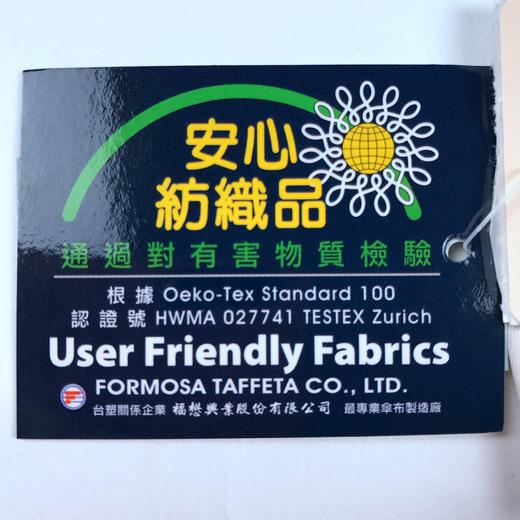 安心
紡織品
通過對有害物質檢驗
根據 Oeko-Tex Standard 100
認證號 HWMA 027741 TESTEX Zurich
User Friendly Fabrics
FORMOSA TAFFETA CO., LTD.
台塑關係企業 福懋興業股份有限公司 最專業傘布製造廠